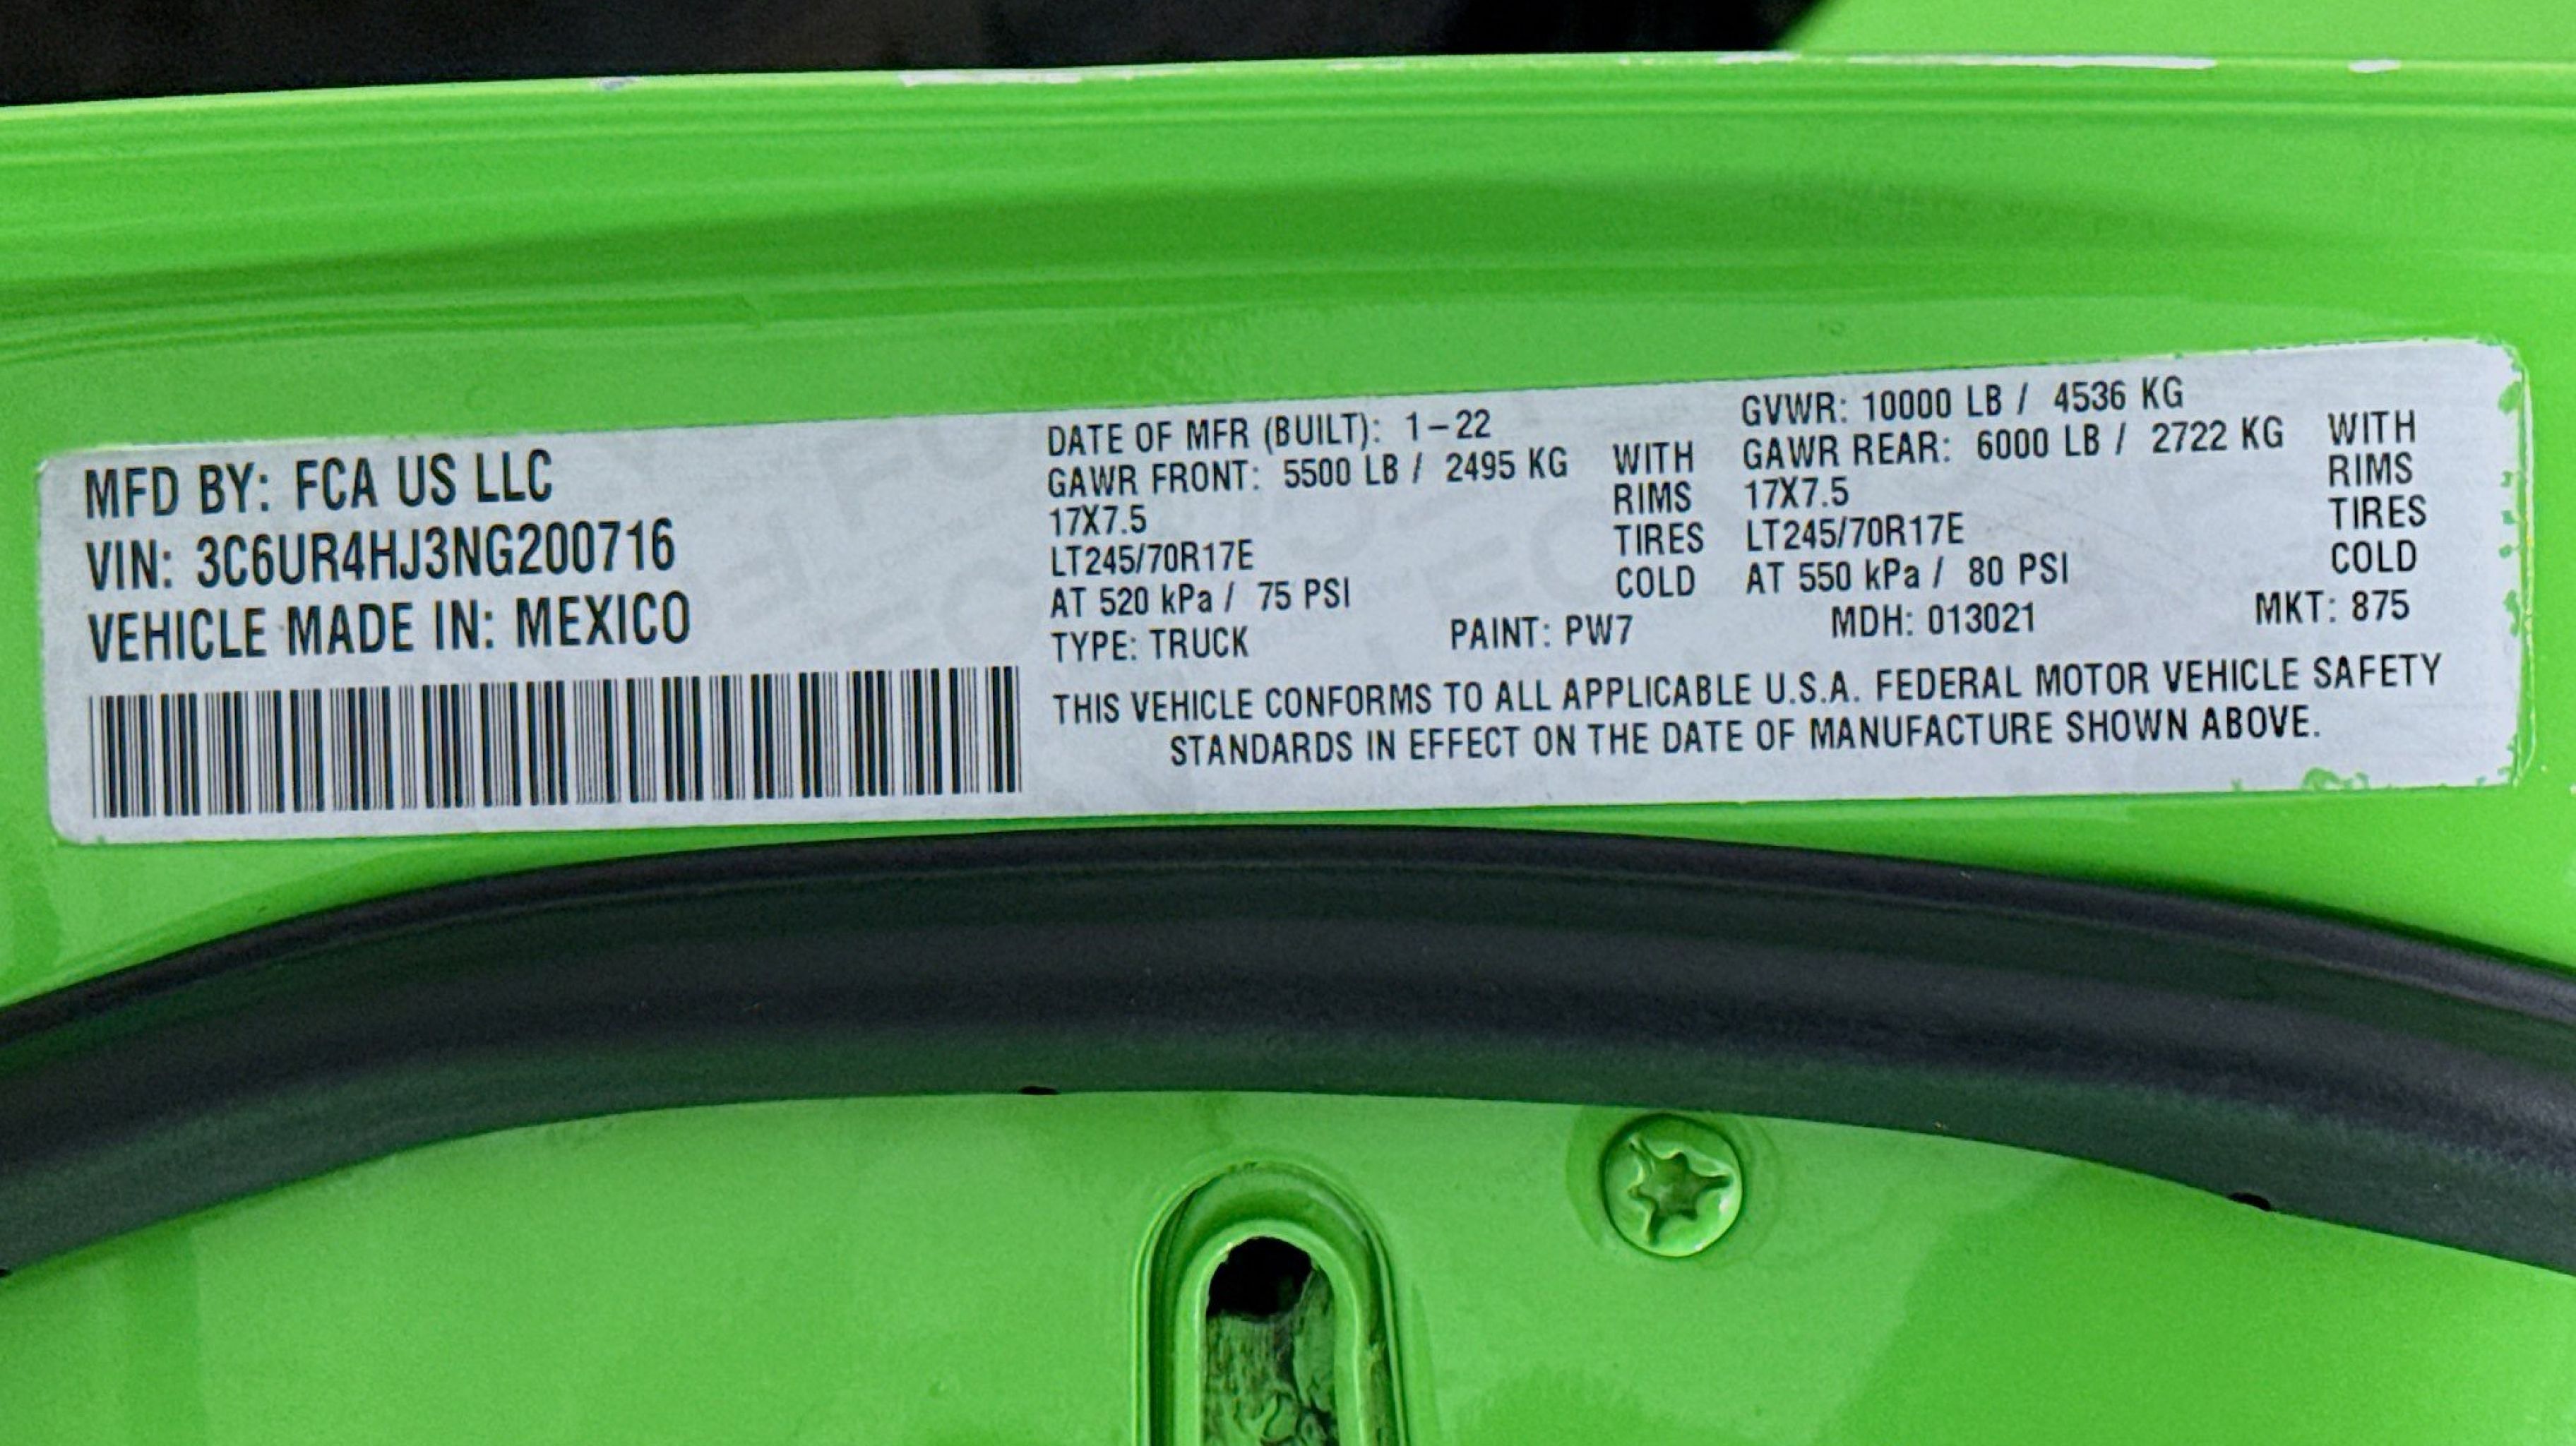 MFD BY: FCA US LLC
VIN: 3C6UR4HJ3NG200716
VEHICLE MADE IN: MEXICO
DATE OF MFR (BUILT): 1-22
GAWR FRONT: 5500 LB / 2495 KG WITH
17X7.5 RIMS
LT245/70R17E TIRES
AT 520 kPa / 75 PSI COLD
GVWR: 10000 LB / 4536 KG
GAWR REAR: 6000 LB / 2722 KG WITH
17X7.5 RIMS
LT245/70R17E TIRES
AT 550 kPa / 80 PSI COLD
TYPE: TRUCK PAINT: PW7 MDH: 013021 MKT: 875
THIS VEHICLE CONFORMS TO ALL APPLICABLE U.S.A. FEDERAL MOTOR VEHICLE SAFETY
STANDARDS IN EFFECT ON THE DATE OF MANUFACTURE SHOWN ABOVE.